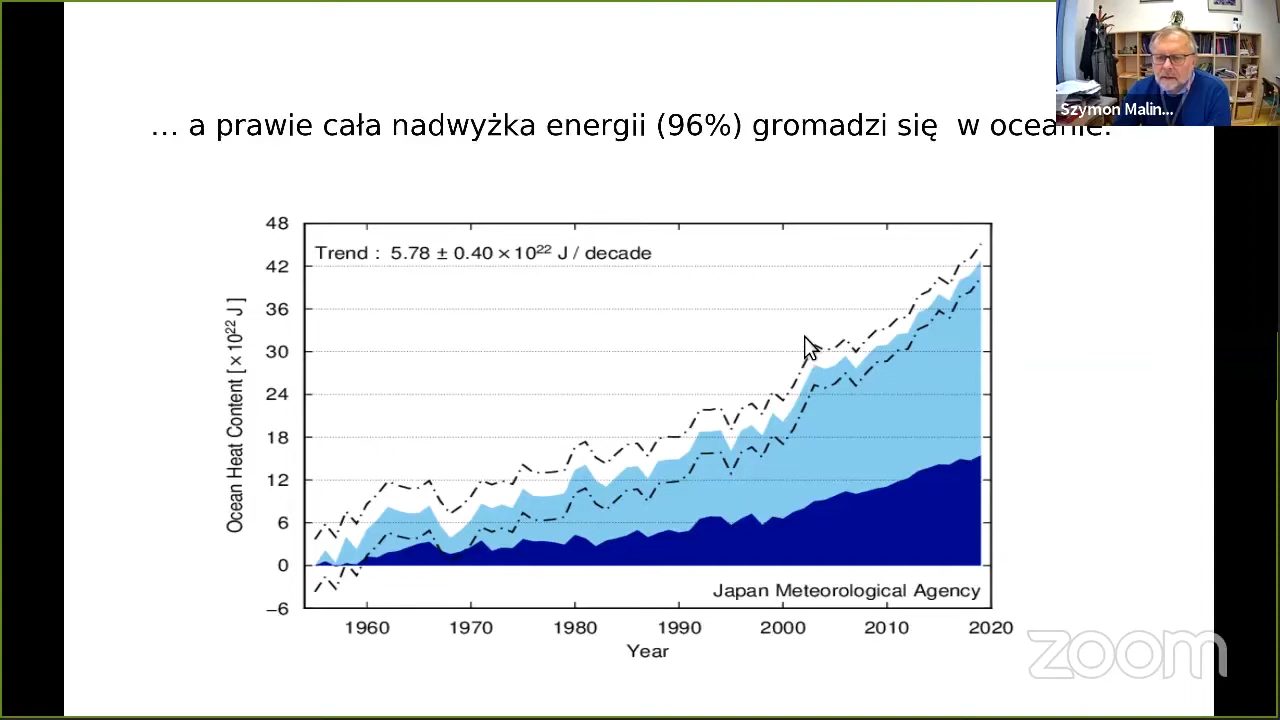 ... a prawie cała nadwyżka energii (96%) gromadzi się w oceanie.
Szymon Malin...
48
42
36
30
24
18
12
6
0
−6
Trend : 5.78 ± 0.40 ×10²² J / decade
Ocean Heat Content [ ×10²² J ]
Japan Meteorological Agency
1960 1970 1980 1990 2000 2010 2020
Year
zoom